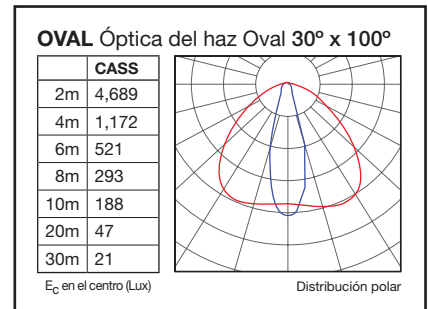 OVAL Óptica del haz Oval 30º x 100º
CASS
2m 4,689
4m 1,172
6m 521
8m 293
10m 188
20m 47
30m 21
EC en el centro (Lux)
Distribución polar